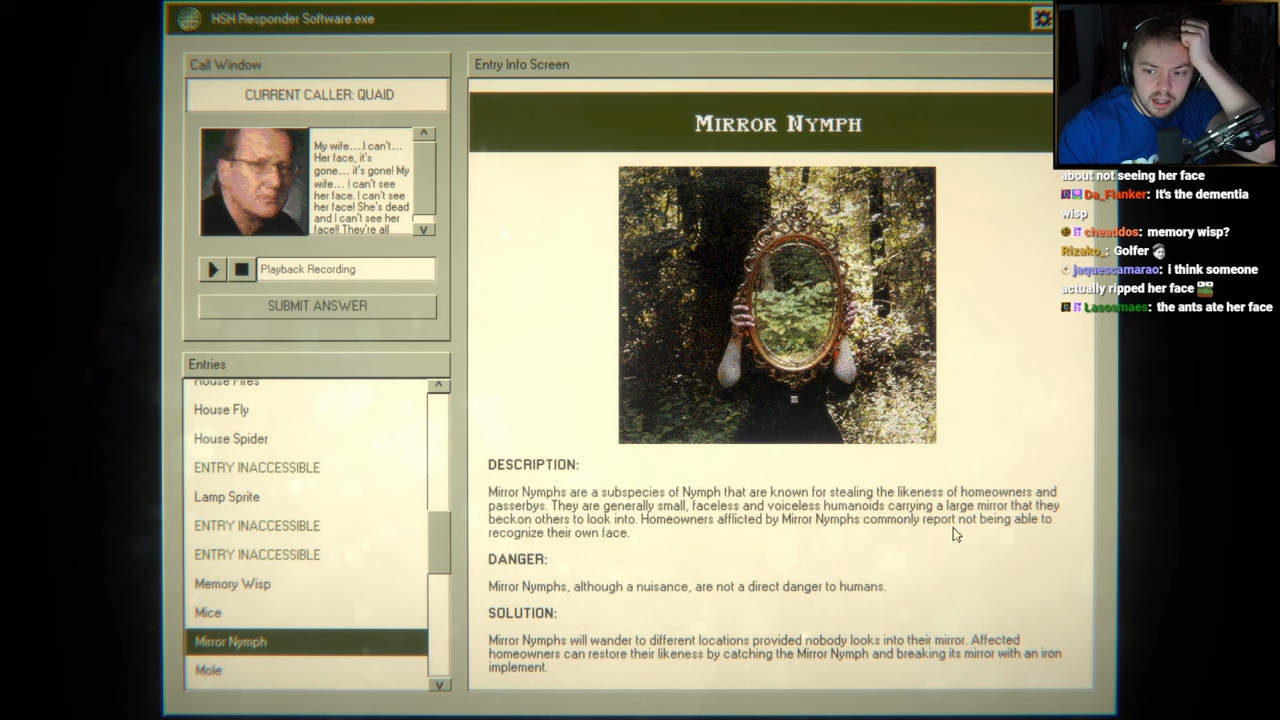 HSH Responder Software.exe
Call Window
CURRENT CALLER: QUAID
My wife....I can't...
Her face, it's
gone... it's gone! My
wife... I can't see
her face. I can't see
her face! She's dead
and I can't see her
face!! They're all
Playback Recording
SUBMIT ANSWER
Entries
House Fires
House Fly
House Spider
ENTRY INACCESSIBLE
Lamp Sprite
ENTRY INACCESSIBLE
ENTRY INACCESSIBLE
Memory Wisp
Mice
Mirror Nymph
Mole
Entry Info Screen
MIRROR NYMPH
DESCRIPTION:
Mirror Nymphs are a subspecies of Nymph that are known for stealing the likeness of homeowners and
passerbys. They are generally small, faceless and voiceless humanoids carrying a large mirror that they
beckon others to look into. Homeowners afflicted by Mirror Nymphs commonly report not being able to
recognize their own face.
DANGER:
Mirror Nymphs, although a nuisance, are not a direct danger to humans.
SOLUTION:
Mirror Nymphs will wander to different locations provided nobody looks into their mirror. Affected
homeowners can restore their likeness by catching the Mirror Nymph and breaking its mirror with an iron
implement.
about not seeing her face
Da_Flanker: It's the dementia
wisp
cheaddos: memory wisp?
Rizako_: Golfer
jaquescamarao: i think someone
actually ripped her face
Lasosmaes: the ants ate her face